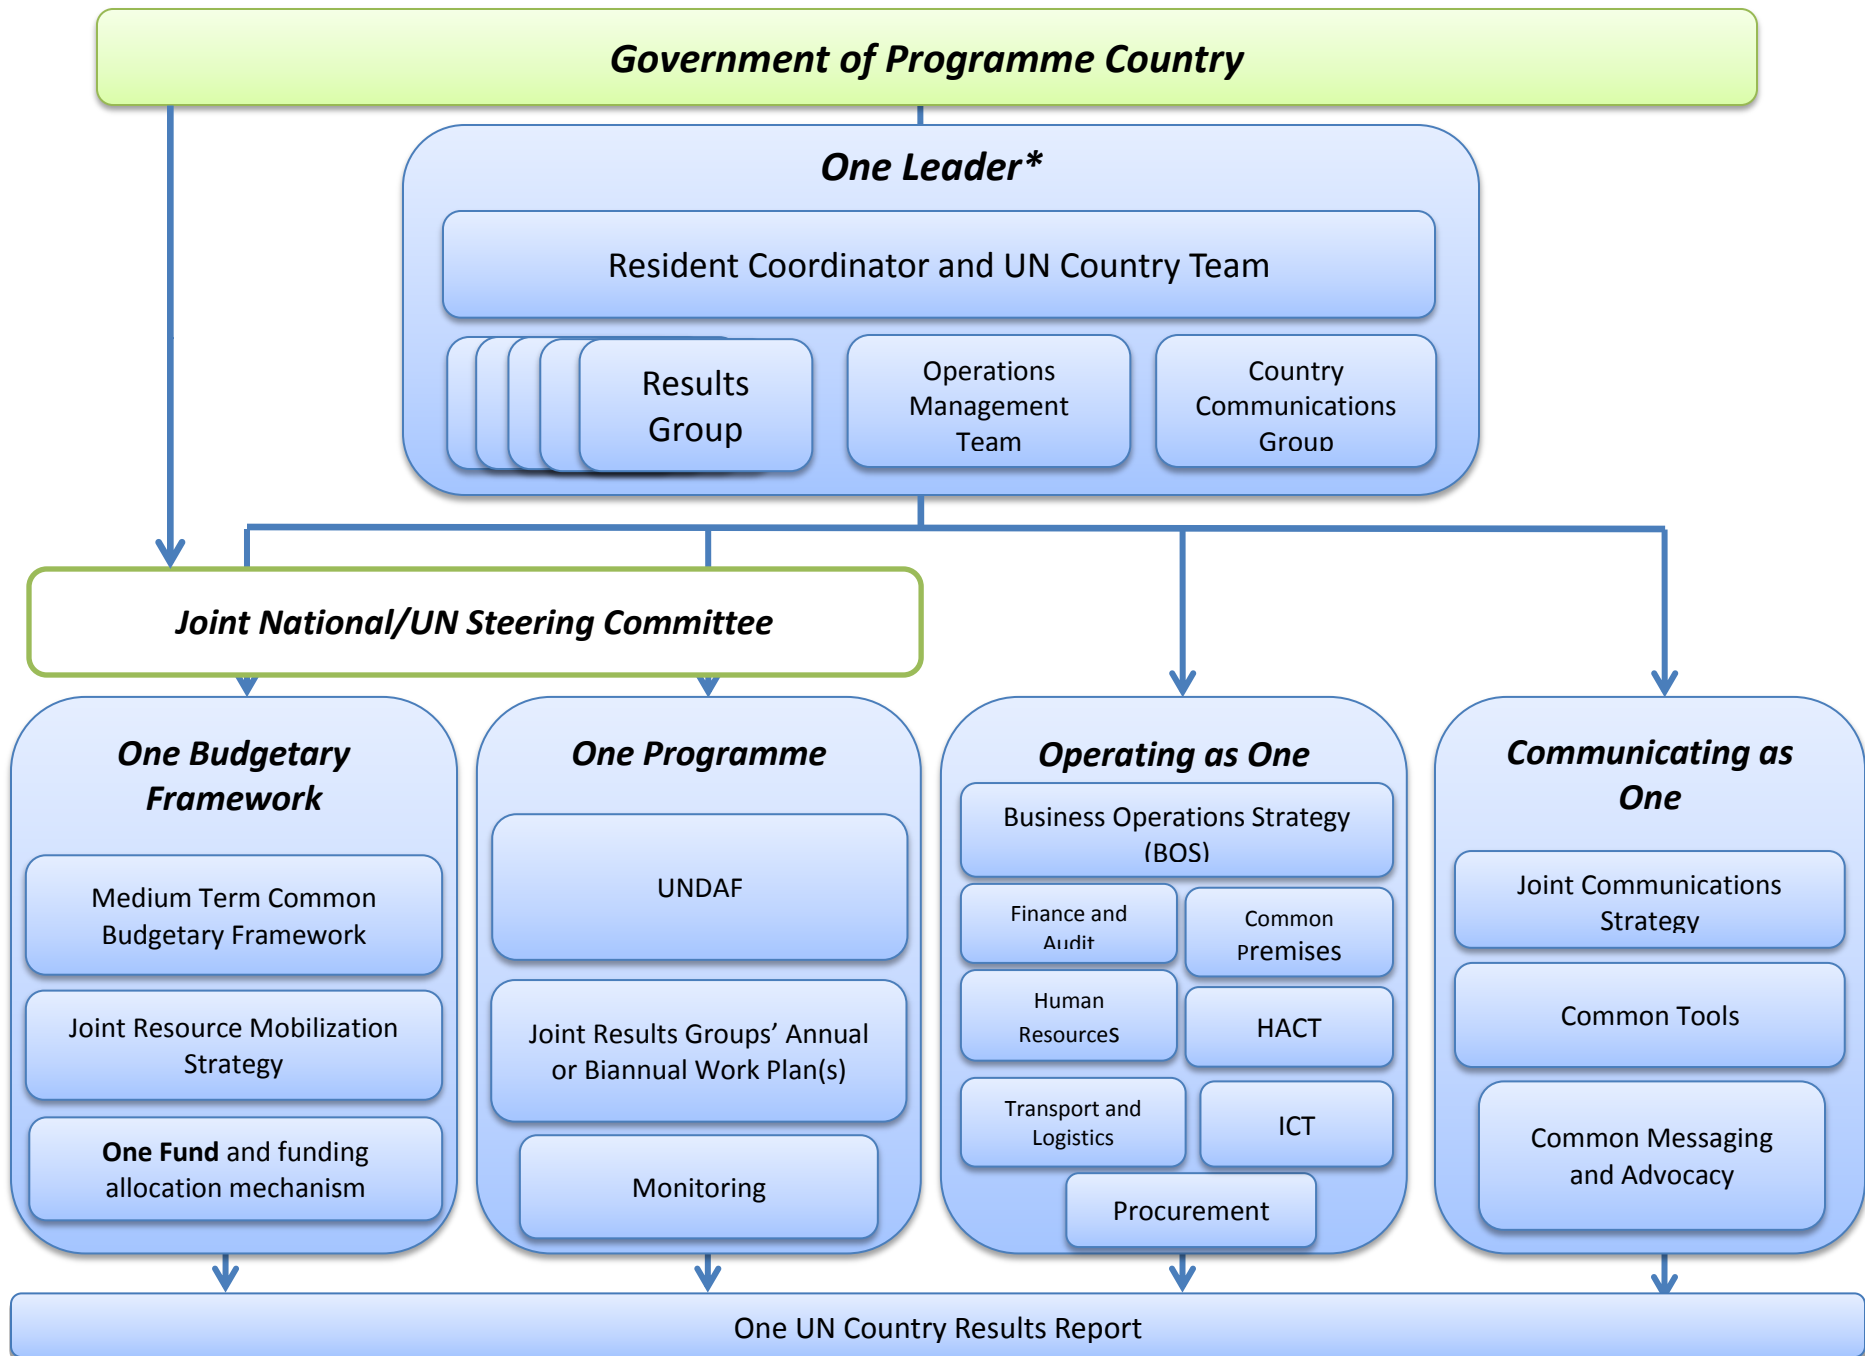 Government of Programme Country
One Leader*
Resident Coordinator and UN Country Team
Results
Group
Operations
Management
Team
Country
Communications
Group
Joint National/UN Steering Committee
One Budgetary
Framework
Medium Term Common
Budgetary Framework
Joint Resource Mobilization
Strategy
One Fund and funding
allocation mechanism
One Programme
UNDAF
Joint Results Groups’ Annual
or Biannual Work Plan(s)
Monitoring
Operating as One
Business Operations Strategy
(BOS)
Finance and
Audit
Common
Premises
Human
Resources
HACT
Transport and
Logistics
ICT
Procurement
Communicating as
One
Joint Communications
Strategy
Common Tools
Common Messaging
and Advocacy
One UN Country Results Report